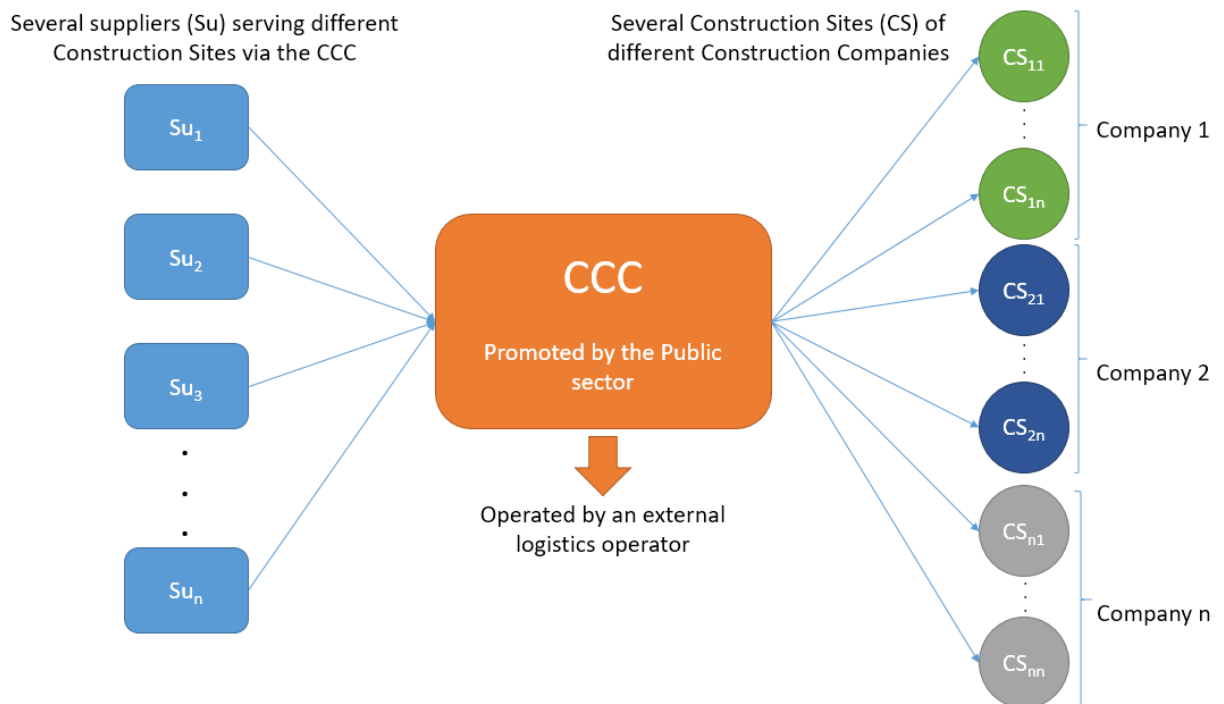 Several suppliers (Su) serving different
Construction Sites via the CCC
Several Construction Sites (CS) of
different Construction Companies
Su₁
Su₂
Su₃
Suₙ
CCC
Promoted by the Public
sector
Operated by an external
logistics operator
CS₁₁
CS₁ₙ
Company 1
CS₂₁
CS₂ₙ
Company 2
CSₙ₁
CSₙₙ
Company n